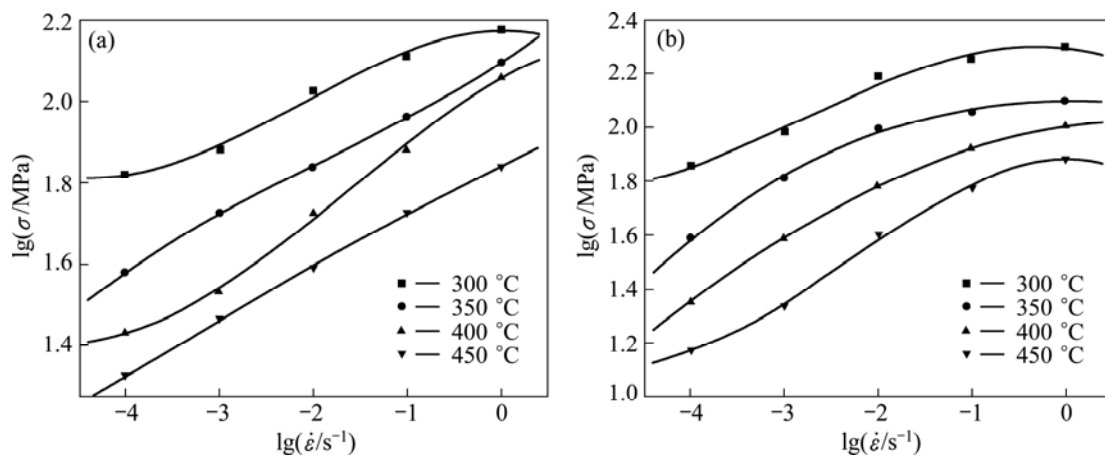 (a)
2.2
2.0
1.8
1.6
1.4
lg(σ/MPa)
300 °C
350 °C
400 °C
450 °C
−4 −3 −2 −1 0
lg(ε̇/s⁻¹)
(b)
2.4
2.2
2.0
1.8
1.6
1.4
1.2
1.0
lg(σ/MPa)
300 °C
350 °C
400 °C
450 °C
−4 −3 −2 −1 0
lg(ε̇/s⁻¹)